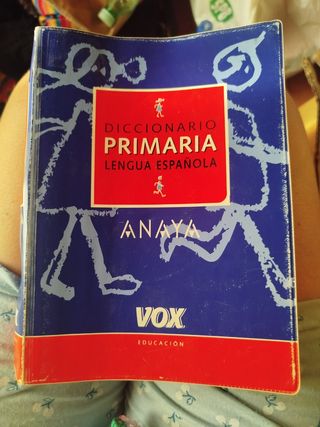 DICCIONARIO
PRIMARIA
LENGUA ESPAÑOLA
ANAYA
VOX
EDUCACIÓN